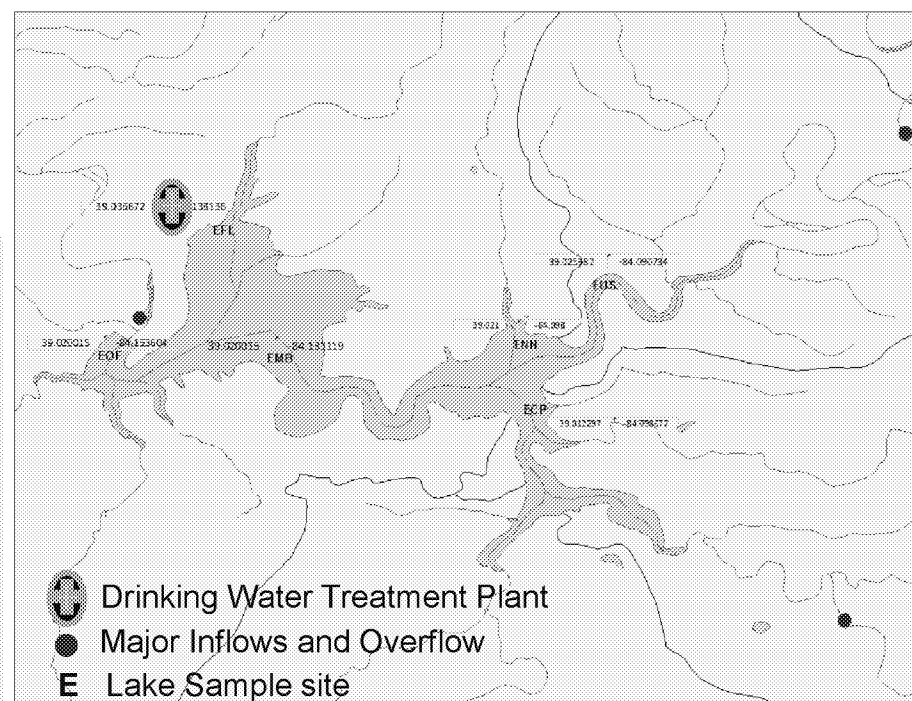 39.036672 138136
EFL
39.025882 -84.090734
EUS
39.021 -84.098
ENN
39.020015 -84.153604
EOF
39.020015 -84.133119
EMB
ECP
39.012297
Drinking Water Treatment Plant
Major Inflows and Overflow
E Lake Sample site